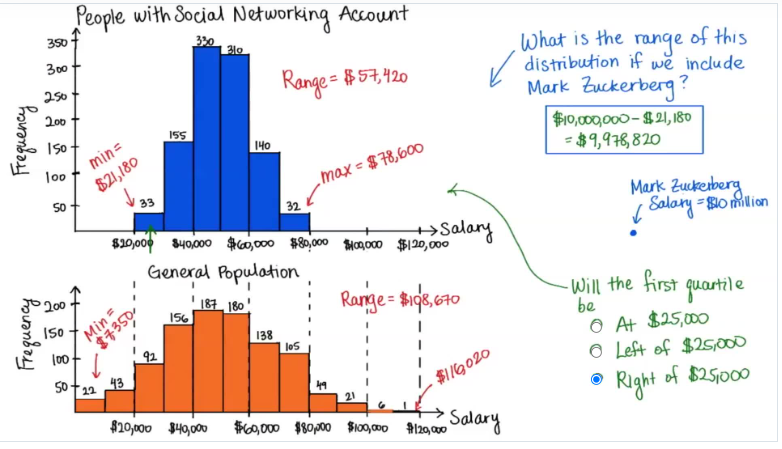 People with Social Networking Account
Frequency
350
300
250
200
150
100
50
33
155
330
310
140
32
min=
$21,180
Range = $57,420
max = $78,600
$20,000 $40,000 $60,000 $80,000 $100,000 $120,000
Salary
What is the range of this
distribution if we include
Mark Zuckerberg?
$10,000,000 - $21,180
= $9,978,820
Mark Zuckerberg
Salary = $10 million
General Population
Frequency
200
150
100
50
22
43
92
156
187
180
138
105
49
21
6
1
Min =
$7350
Range = $108,670
$116,020
$20,000 $40,000 $60,000 $80,000 $100,000 $120,000
Salary
Will the first quartile
be
At $25,000
Left of $25,000
Right of $25,000